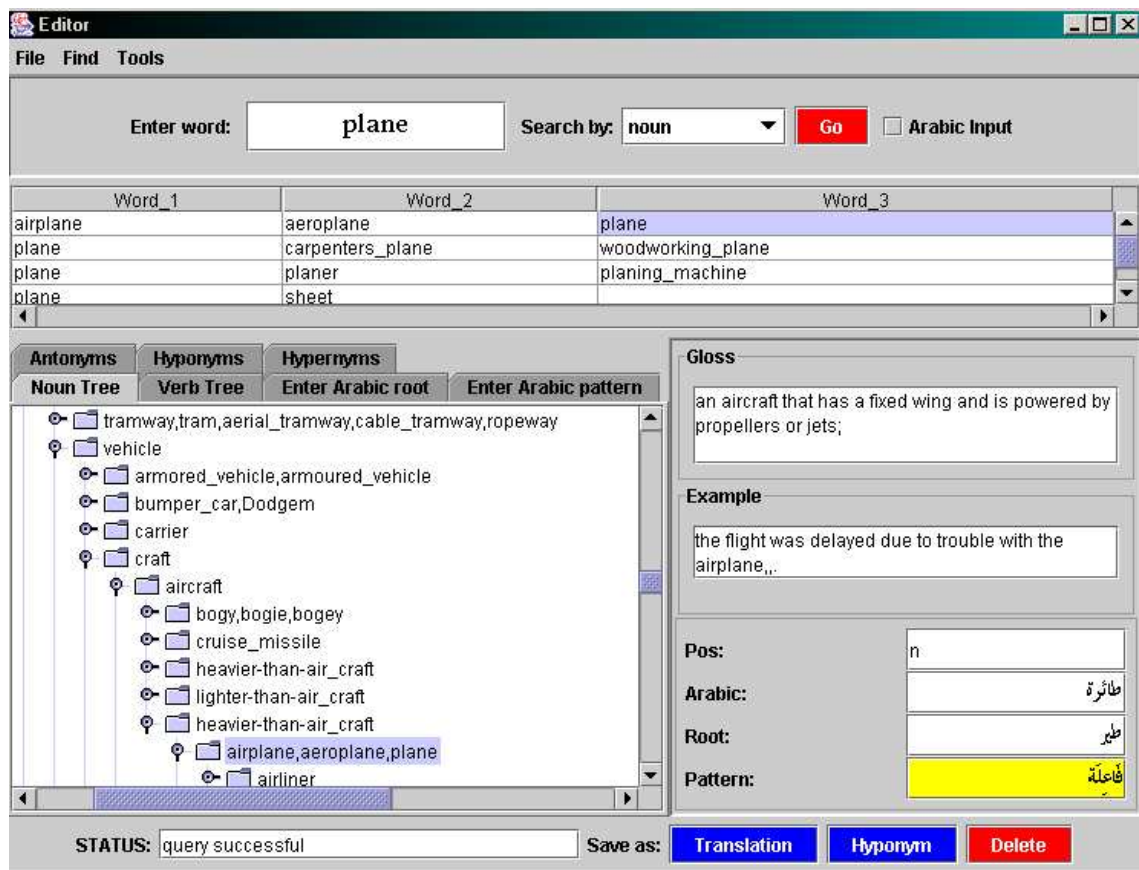 Editor
File Find Tools
Enter word: plane Search by: noun Go Arabic Input
Word_1 Word_2 Word_3
airplane aeroplane plane
plane carpenters_plane woodworking_plane
plane planer planing_machine
plane sheet
Antonyms Hyponyms Hypernyms
Noun Tree Verb Tree Enter Arabic root Enter Arabic pattern
tramway,tram,aerial_tramway,cable_tramway,ropeway
vehicle
armored_vehicle,armoured_vehicle
bumper_car,Dodgem
carrier
craft
aircraft
bogy,bogie,bogey
cruise_missile
heavier-than-air_craft
lighter-than-air_craft
heavier-than-air_craft
airplane,aeroplane,plane
airliner
Gloss
an aircraft that has a fixed wing and is powered by
propellers or jets;
Example
the flight was delayed due to trouble with the
airplane,,.
Pos: n
Arabic: طائرة
Root: طير
Pattern: فَاعِلَة
STATUS: query successful Save as: Translation Hyponym Delete